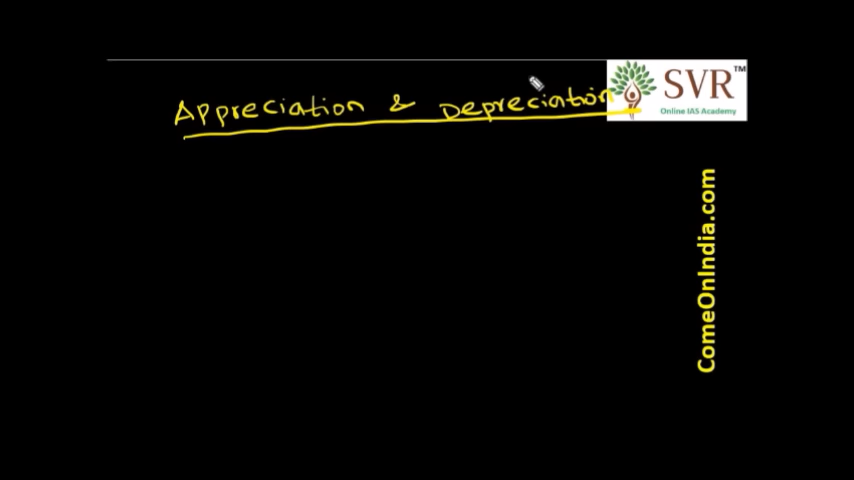 Appreciation & Depreciation
SVR™
Online IAS Academy
ComeOnIndia.com